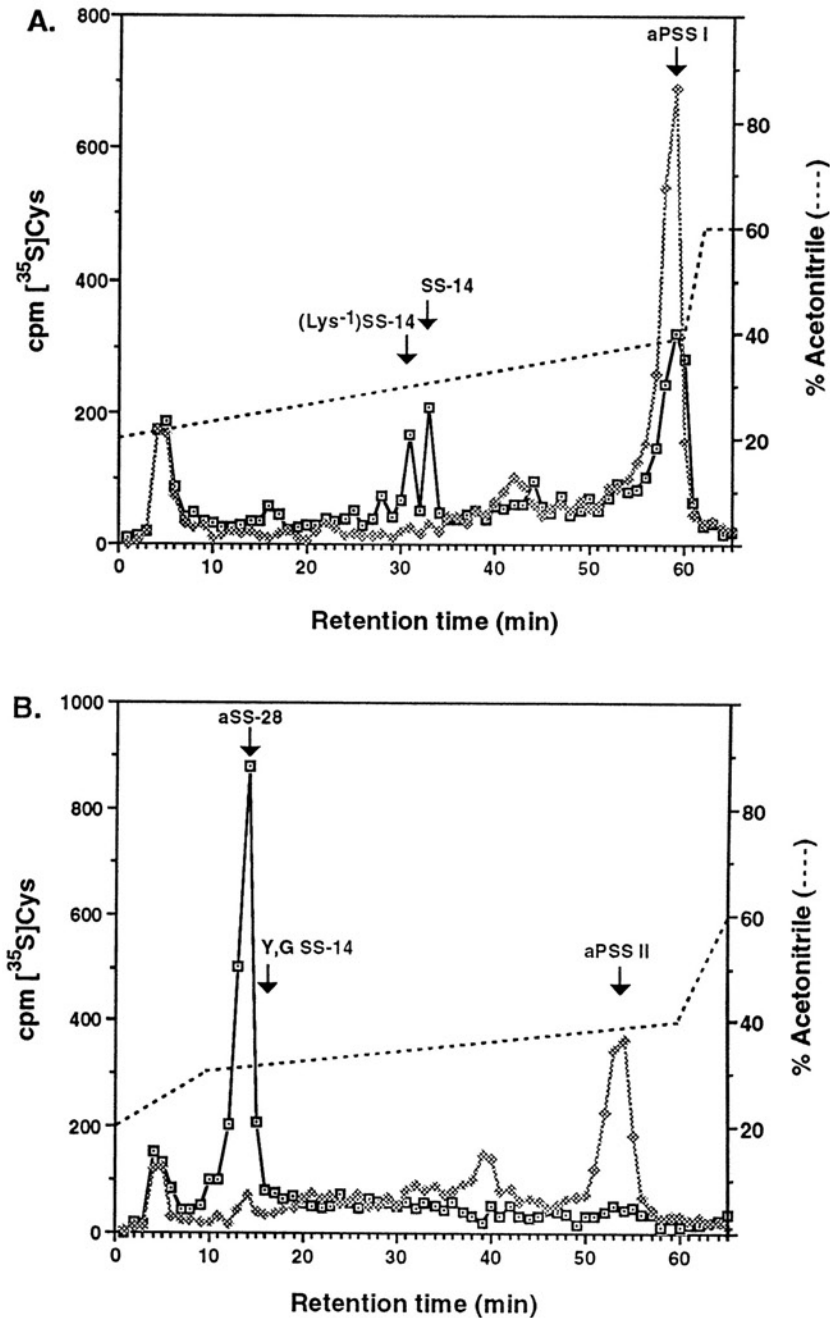 A.
800
600
400
200
0
cpm [³⁵S]Cys
aPSS I
SS-14
(Lys⁻¹)SS-14
80
60
40
20
0
% Acetonitrile (----)
0 10 20 30 40 50 60
Retention time (min)
B.
1000
800
600
400
200
0
cpm [³⁵S]Cys
aSS-28
Y,G SS-14
aPSS II
80
60
40
20
0
% Acetonitrile (----)
0 10 20 30 40 50 60
Retention time (min)